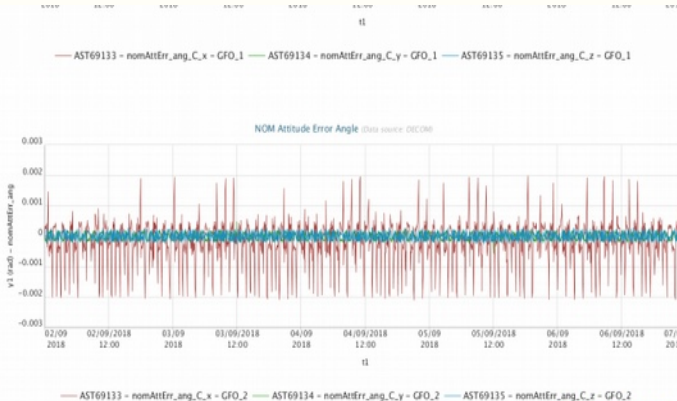 t1
AST69133 - nomAttErr_ang_C_x - GFO_1 AST69134 - nomAttErr_ang_C_y - GFO_1 AST69135 - nomAttErr_ang_C_z - GFO_1
NOM Attitude Error Angle (Data source: DECOM)
0.003
0.002
0.001
0
-0.001
-0.002
-0.003
y1 (rad) - nomAttErr_ang
02/09 02/09/2018 03/09 03/09/2018 04/09 04/09/2018 05/09 05/09/2018 06/09 06/09/2018 07/0
2018 12:00 2018 12:00 2018 12:00 2018 12:00 2018 12:00
t1
AST69133 - nomAttErr_ang_C_x - GFO_2 AST69134 - nomAttErr_ang_C_y - GFO_2 AST69135 - nomAttErr_ang_C_z - GFO_2